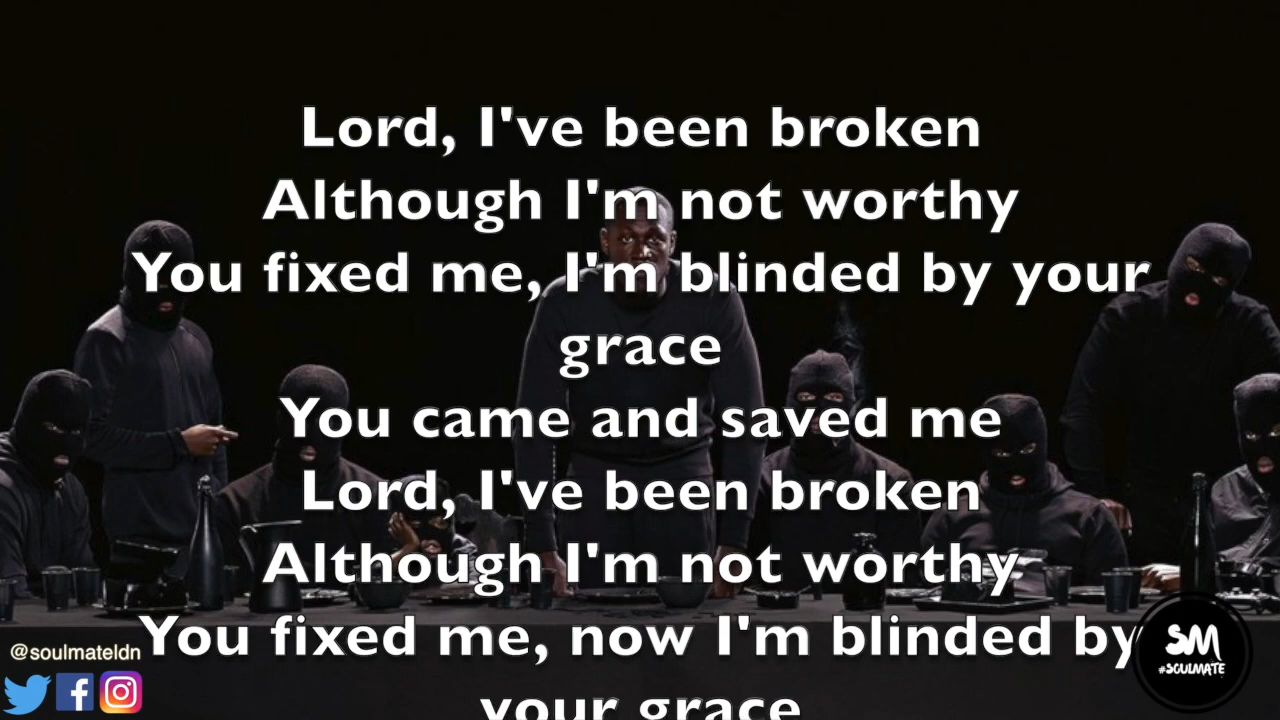 Lord, I've been broken
Although I'm not worthy
You fixed me, I'm blinded by your
grace
You came and saved me
Lord, I've been broken
Although I'm not worthy
You fixed me, now I'm blinded by
your grace
@soulmateldn
SM
#SOULMATE